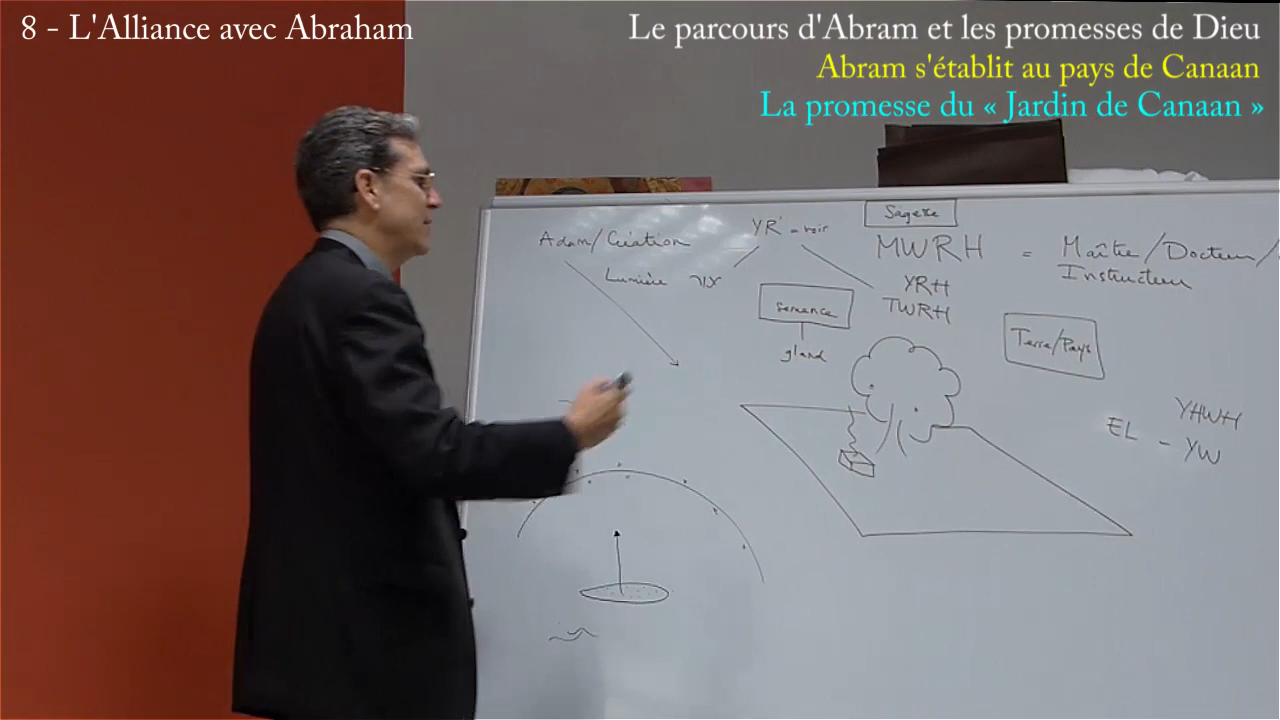 8 - L'Alliance avec Abraham
Le parcours d'Abram et les promesses de Dieu
Abram s'établit au pays de Canaan
La promesse du « Jardin de Canaan »
Sagesse
Adam/Création
YR' = voir
MWRH = Maître/Docteur/
Instructeur
Lumière אור
YRH
TWRH
semence
gland
Terre/Pays
YHWH
EL - YW